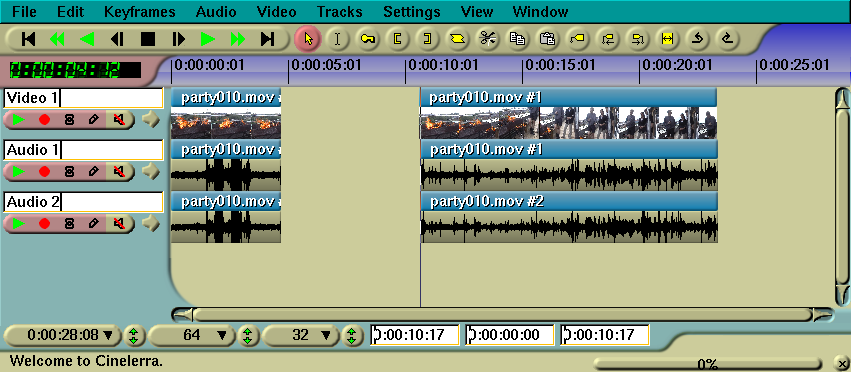 File Edit Keyframes Audio Video Tracks Settings View Window
0:00:04:12 0:00:00:01 0:00:05:01 0:00:10:01 0:00:15:01 0:00:20:01 0:00:25:01
Video 1 party010.mov # party010.mov #1
Audio 1 party010.mov # party010.mov #1
Audio 2 party010.mov # party010.mov #2
0:00:28:08 64 32 0:00:10:17 0:00:00:00 0:00:10:17
Welcome to Cinelerra. 0%